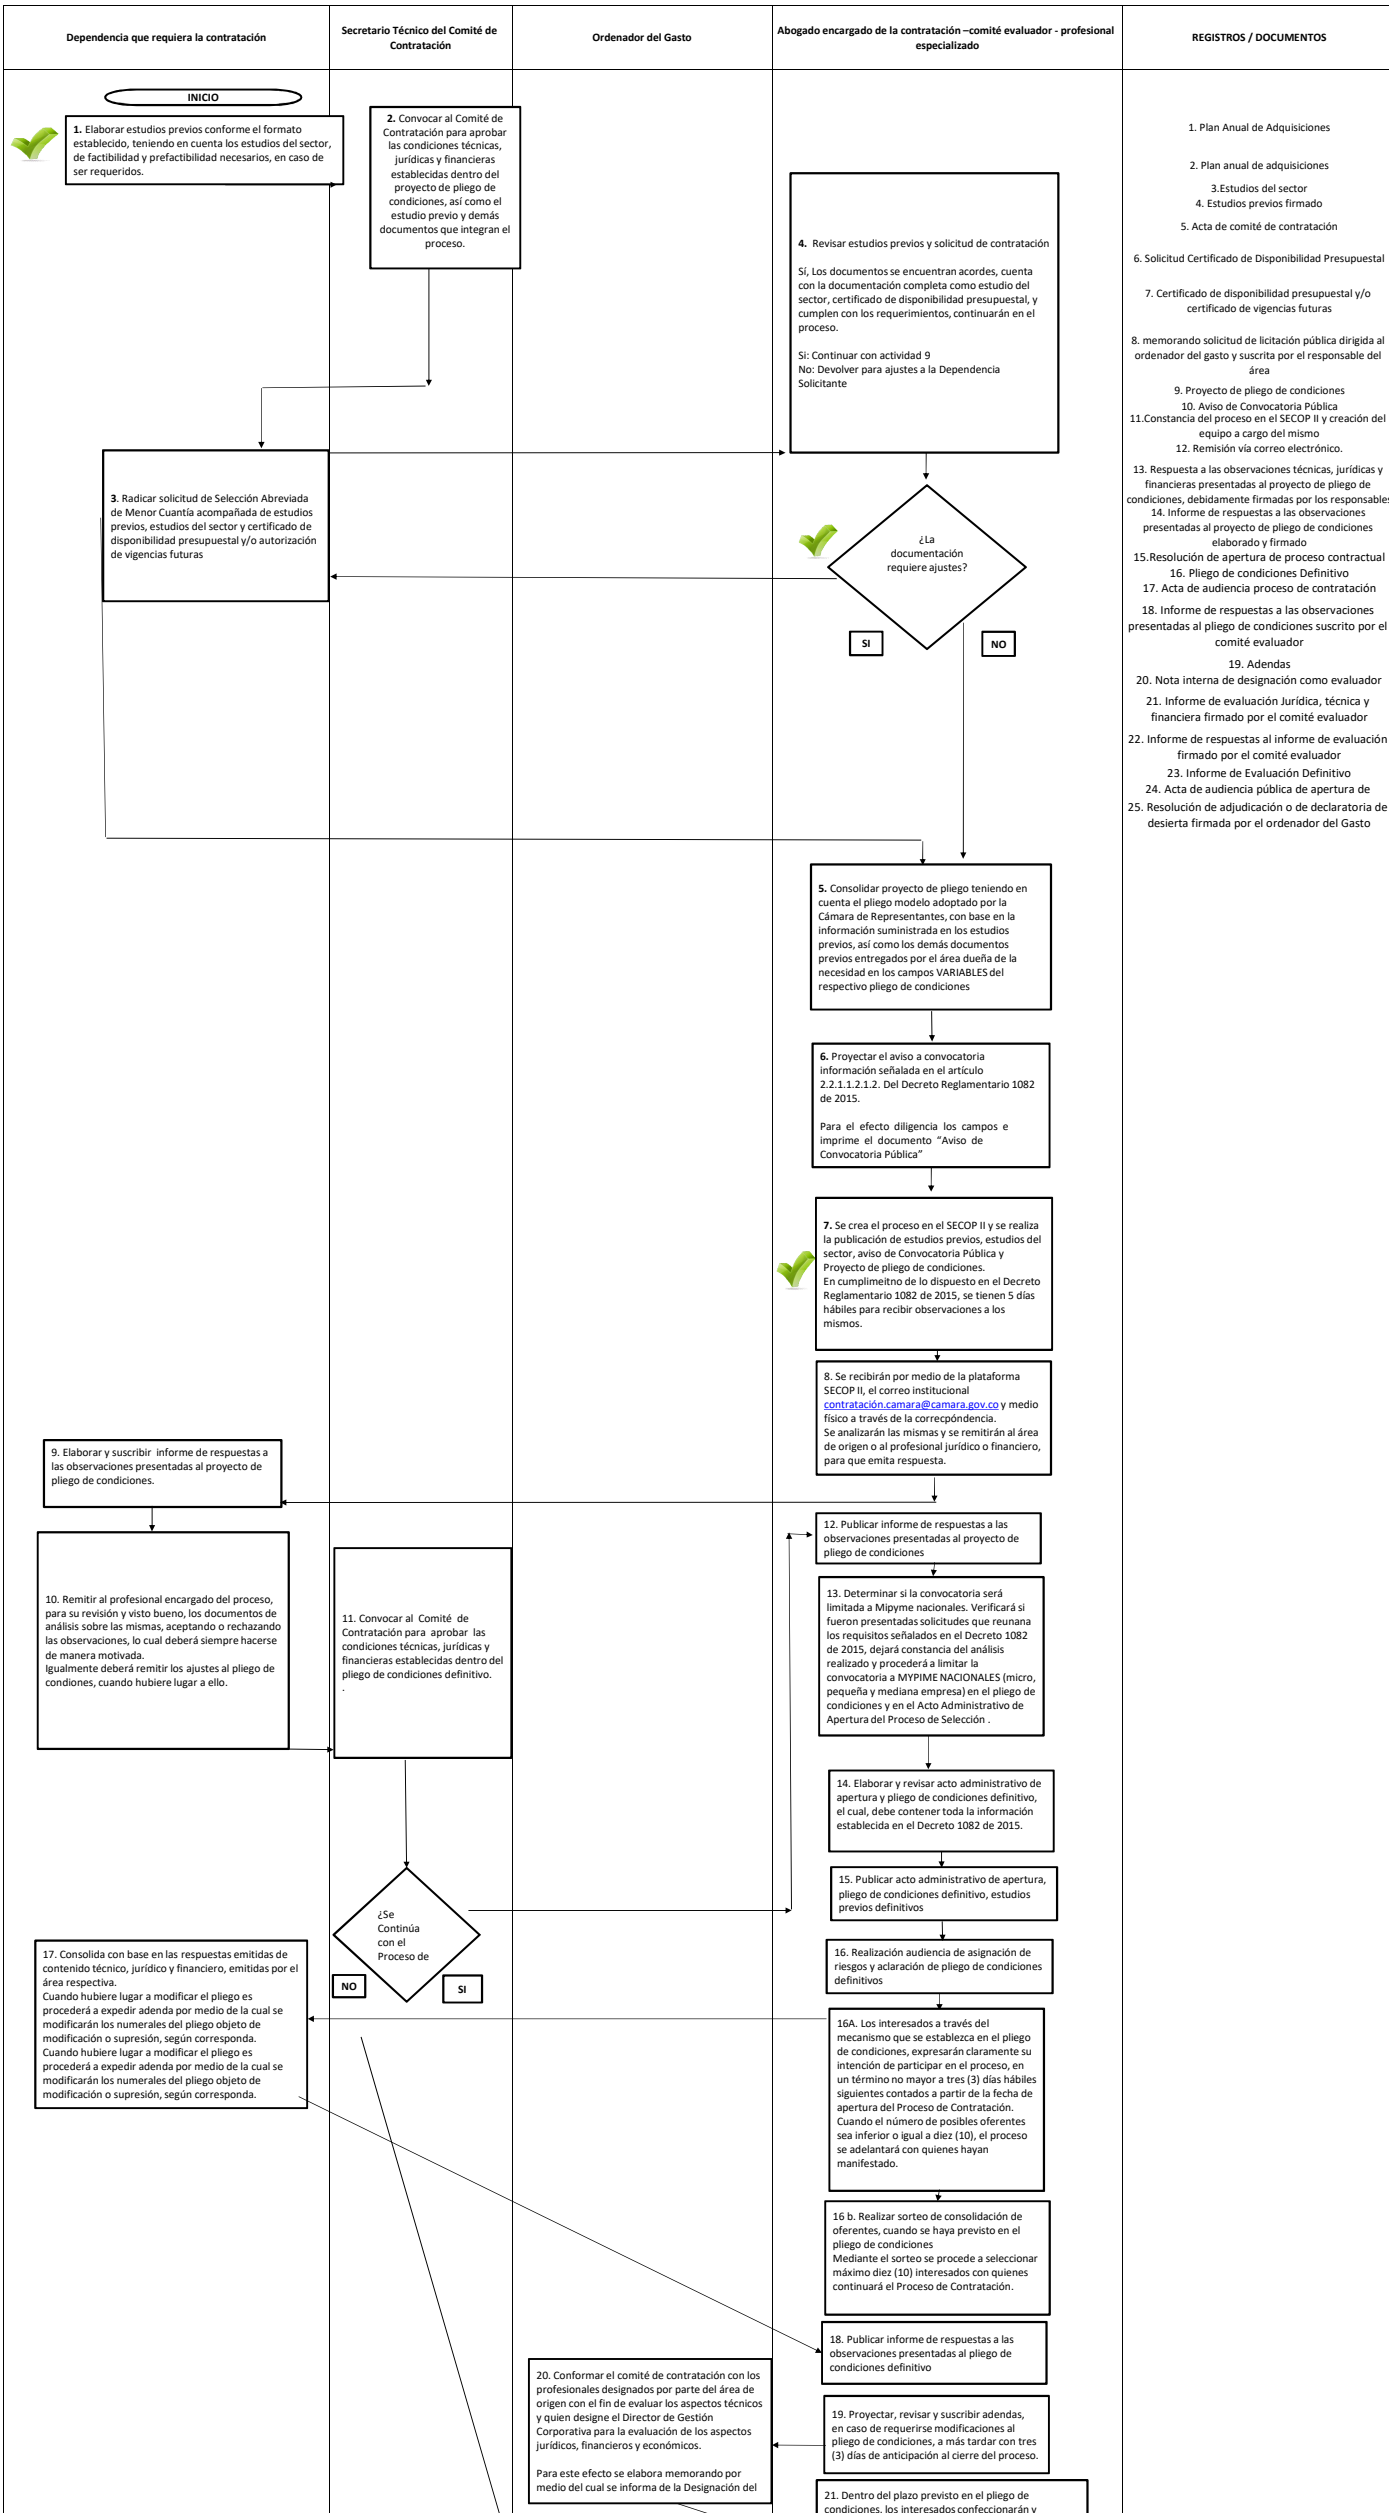 Dependencia que requiera la contratación
Secretario Técnico del Comité de
Contratación
Ordenador del Gasto
Abogado encargado de la contratación –comité evaluador - profesional
especializado
REGISTROS / DOCUMENTOS
INICIO
1. Elaborar estudios previos conforme el formato
establecido, teniendo en cuenta los estudios del sector,
de factibilidad y prefactibilidad necesarios, en caso de
ser requeridos.
2. Convocar al Comité de
Contratación para aprobar
las condiciones técnicas,
jurídicas y financieras
establecidas dentro del
proyecto de pliego de
condiciones, así como el
estudio previo y demás
documentos que integran el
proceso.
4. Revisar estudios previos y solicitud de contratación
Sí, Los documentos se encuentran acordes, cuenta
con la documentación completa como estudio del
sector, certificado de disponibilidad presupuestal, y
cumplen con los requerimientos, continuarán en el
proceso.
Si: Continuar con actividad 9
No: Devolver para ajustes a la Dependencia
Solicitante
3. Radicar solicitud de Selección Abreviada
de Menor Cuantía acompañada de estudios
previos, estudios del sector y certificado de
disponibilidad presupuestal y/o autorización
de vigencias futuras
¿La
documentación
requiere ajustes?
SI
NO
5. Consolidar proyecto de pliego teniendo en
cuenta el pliego modelo adoptado por la
Cámara de Representantes, con base en la
información suministrada en los estudios
previos, así como los demás documentos
previos entregados por el área dueña de la
necesidad en los campos VARIABLES del
respectivo pliego de condiciones
6. Proyectar el aviso a convocatoria
información señalada en el artículo
2.2.1.1.2.1.2. Del Decreto Reglamentario 1082
de 2015.
Para el efecto diligencia los campos e
imprime el documento “Aviso de
Convocatoria Pública”
7. Se crea el proceso en el SECOP II y se realiza
la publicación de estudios previos, estudios del
sector, aviso de Convocatoria Pública y
Proyecto de pliego de condiciones.
En cumplimeitno de lo dispuesto en el Decreto
Reglamentario 1082 de 2015, se tienen 5 días
hábiles para recibir observaciones a los
mismos.
8. Se recibirán por medio de la plataforma
SECOP II, el correo institucional
contratación.camara@camara.gov.co y medio
físico a través de la correcpóndencia.
Se analizarán las mismas y se remitirán al área
de origen o al profesional jurídico o financiero,
para que emita respuesta.
9. Elaborar y suscribir informe de respuestas a
las observaciones presentadas al proyecto de
pliego de condiciones.
10. Remitir al profesional encargado del proceso,
para su revisión y visto bueno, los documentos de
análisis sobre las mismas, aceptando o rechazando
las observaciones, lo cual deberá siempre hacerse
de manera motivada.
Igualmente deberá remitir los ajustes al pliego de
condiones, cuando hubiere lugar a ello.
11. Convocar al Comité de
Contratación para aprobar las
condiciones técnicas, jurídicas y
financieras establecidas dentro del
pliego de condiciones definitivo.
.
12. Publicar informe de respuestas a las
observaciones presentadas al proyecto de
pliego de condiciones
13. Determinar si la convocatoria será
limitada a Mipyme nacionales. Verificará si
fueron presentadas solicitudes que reunana
los requisitos señalados en el Decreto 1082
de 2015, dejará constancia del análisis
realizado y procederá a limitar la
convocatoria a MYPIME NACIONALES (micro,
pequeña y mediana empresa) en el pliego de
condiciones y en el Acto Administrativo de
Apertura del Proceso de Selección .
14. Elaborar y revisar acto administrativo de
apertura y pliego de condiciones definitivo,
el cual, debe contener toda la información
establecida en el Decreto 1082 de 2015.
15. Publicar acto administrativo de apertura,
pliego de condiciones definitivo, estudios
previos definitivos
¿Se
Continúa
con el
Proceso de
NO
SI
16. Realización audiencia de asignación de
riesgos y aclaración de pliego de condiciones
definitivos
17. Consolida con base en las respuestas emitidas de
contenido técnico, jurídico y financiero, emitidas por el
área respectiva.
Cuando hubiere lugar a modificar el pliego es
procederá a expedir adenda por medio de la cual se
modificarán los numerales del pliego objeto de
modificación o supresión, según corresponda.
Cuando hubiere lugar a modificar el pliego es
procederá a expedir adenda por medio de la cual se
modificarán los numerales del pliego objeto de
modificación o supresión, según corresponda.
16A. Los interesados a través del
mecanismo que se establezca en el pliego
de condiciones, expresarán claramente su
intención de participar en el proceso, en
un término no mayor a tres (3) días hábiles
siguientes contados a partir de la fecha de
apertura del Proceso de Contratación.
Cuando el número de posibles oferentes
sea inferior o igual a diez (10), el proceso
se adelantará con quienes hayan
manifestado.
16 b. Realizar sorteo de consolidación de
oferentes, cuando se haya previsto en el
pliego de condiciones
Mediante el sorteo se procede a seleccionar
máximo diez (10) interesados con quienes
continuará el Proceso de Contratación.
18. Publicar informe de respuestas a las
observaciones presentadas al pliego de
condiciones definitivo
20. Conformar el comité de contratación con los
profesionales designados por parte del área de
origen con el fin de evaluar los aspectos técnicos
y quien designe el Director de Gestión
Corporativa para la evaluación de los aspectos
jurídicos, financieros y económicos.
Para este efecto se elabora memorando por
medio del cual se informa de la Designación del
19. Proyectar, revisar y suscribir adendas,
en caso de requerirse modificaciones al
pliego de condiciones, a más tardar con tres
(3) días de anticipación al cierre del proceso.
21. Dentro del plazo previsto en el pliego de
condiciones, los interesados confeccionarán y
1. Plan Anual de Adquisiciones
2. Plan anual de adquisiciones
3.Estudios del sector
4. Estudios previos firmado
5. Acta de comité de contratación
6. Solicitud Certificado de Disponibilidad Presupuestal
7. Certificado de disponibilidad presupuestal y/o
certificado de vigencias futuras
8. memorando solicitud de licitación pública dirigida al
ordenador del gasto y suscrita por el responsable del
área
9. Proyecto de pliego de condiciones
10. Aviso de Convocatoria Pública
11.Constancia del proceso en el SECOP II y creación del
equipo a cargo del mismo
12. Remisión vía correo electrónico.
13. Respuesta a las observaciones técnicas, jurídicas y
financieras presentadas al proyecto de pliego de
condiciones, debidamente firmadas por los responsables
14. Informe de respuestas a las observaciones
presentadas al proyecto de pliego de condiciones
elaborado y firmado
15.Resolución de apertura de proceso contractual
16. Pliego de condiciones Definitivo
17. Acta de audiencia proceso de contratación
18. Informe de respuestas a las observaciones
presentadas al pliego de condiciones suscrito por el
comité evaluador
19. Adendas
20. Nota interna de designación como evaluador
21. Informe de evaluación Jurídica, técnica y
financiera firmado por el comité evaluador
22. Informe de respuestas al informe de evaluación
firmado por el comité evaluador
23. Informe de Evaluación Definitivo
24. Acta de audiencia pública de apertura de
25. Resolución de adjudicación o de declaratoria de
desierta firmada por el ordenador del Gasto